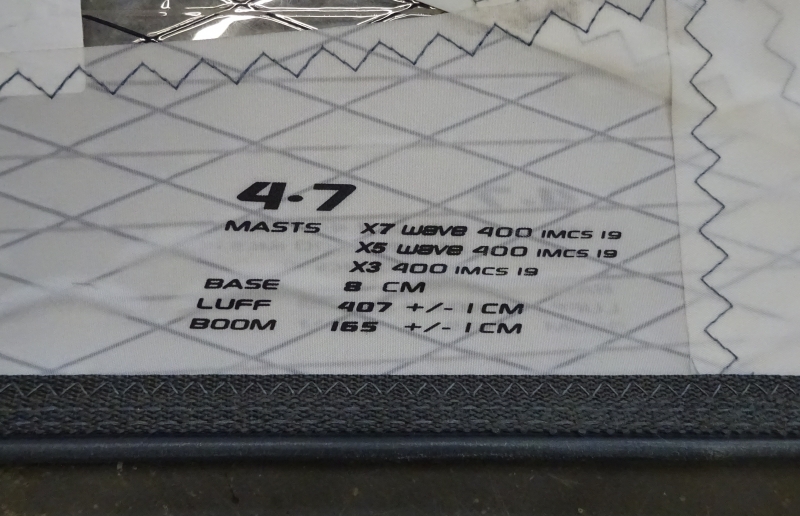 4.7
MASTS X7 wave 400 IMCS 19
X5 wave 400 IMCS 19
X3 400 IMCS 19
BASE 8 CM
LUFF 407 +/- 1 CM
BOOM 165 +/- 1 CM